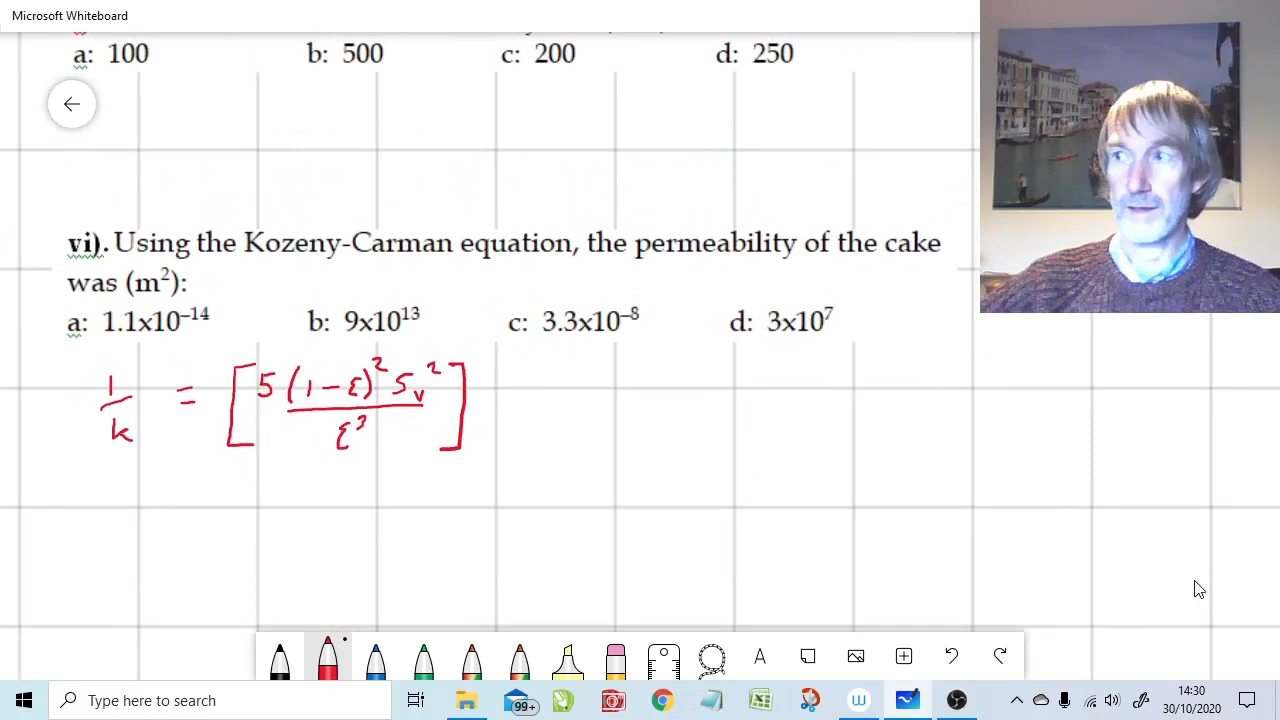 Microsoft Whiteboard
a: 100 b: 500 c: 200 d: 250
vi). Using the Kozeny-Carman equation, the permeability of the cake
was (m²):
a: 1.1x10⁻¹⁴ b: 9x10¹³ c: 3.3x10⁻⁸ d: 3x10⁷
1/k = [5(1-ε)² Sᵥ² / ε³]
A
99+
W
Type here to search
14:30
30/10/2020